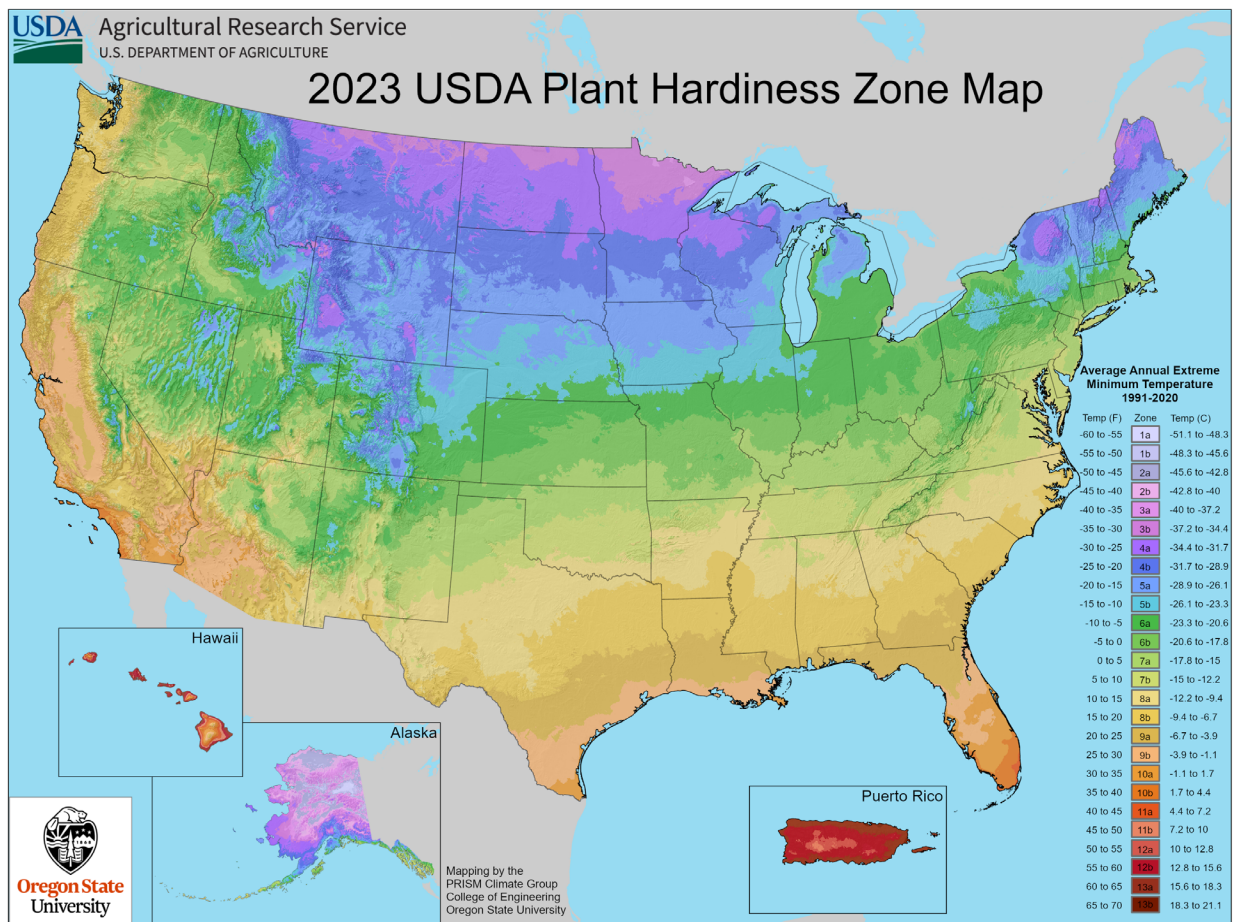 USDA
Agricultural Research Service
U.S. DEPARTMENT OF AGRICULTURE
2023 USDA Plant Hardiness Zone Map
Average Annual Extreme
Minimum Temperature
1991-2020
Temp (F) Zone Temp (C)
-60 to -55 1a -51.1 to -48.3
-55 to -50 1b -48.3 to -45.6
-50 to -45 2a -45.6 to -42.8
-45 to -40 2b -42.8 to -40
-40 to -35 3a -40 to -37.2
-35 to -30 3b -37.2 to -34.4
-30 to -25 4a -34.4 to -31.7
-25 to -20 4b -31.7 to -28.9
-20 to -15 5a -28.9 to -26.1
-15 to -10 5b -26.1 to -23.3
-10 to -5 6a -23.3 to -20.6
-5 to 0 6b -20.6 to -17.8
0 to 5 7a -17.8 to -15
5 to 10 7b -15 to -12.2
10 to 15 8a -12.2 to -9.4
15 to 20 8b -9.4 to -6.7
20 to 25 9a -6.7 to -3.9
25 to 30 9b -3.9 to -1.1
30 to 35 10a -1.1 to 1.7
35 to 40 10b 1.7 to 4.4
40 to 45 11a 4.4 to 7.2
45 to 50 11b 7.2 to 10
50 to 55 12a 10 to 12.8
55 to 60 12b 12.8 to 15.6
60 to 65 13a 15.6 to 18.3
65 to 70 13b 18.3 to 21.1
Hawaii
Alaska
Puerto Rico
Mapping by the
PRISM Climate Group
College of Engineering
Oregon State University
Oregon State
University